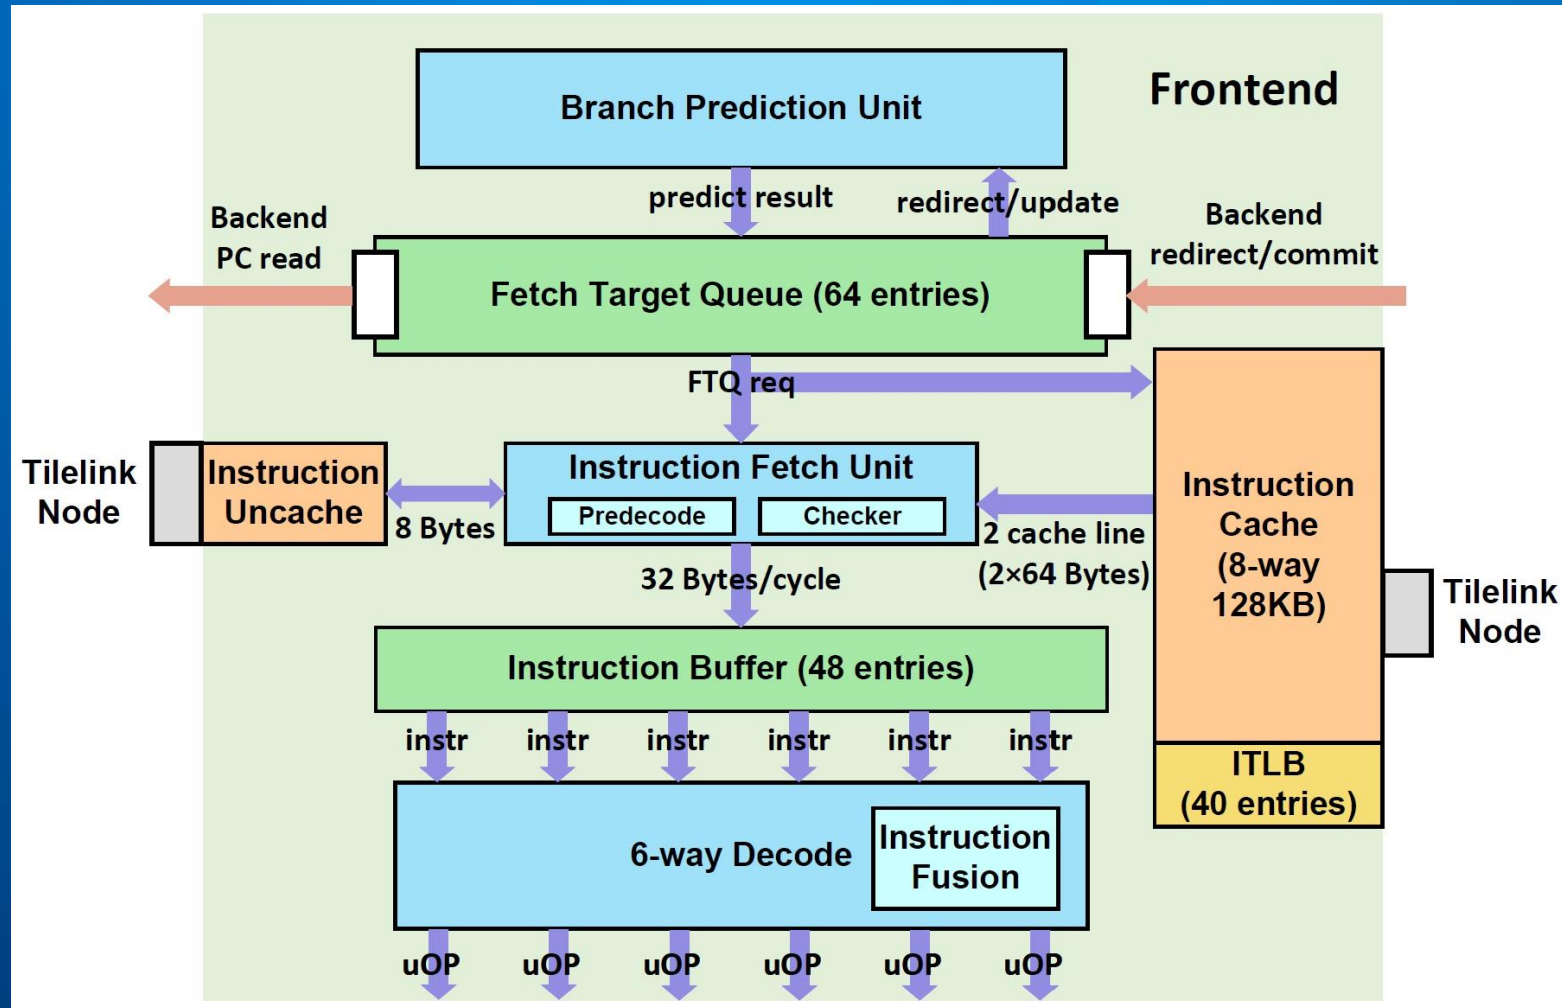 Frontend
Branch Prediction Unit
predict result
redirect/update
Backend
PC read
Backend
redirect/commit
Fetch Target Queue (64 entries)
FTQ req
Tilelink
Node
Instruction
Uncache
8 Bytes
Instruction Fetch Unit
Predecode
Checker
2 cache line
(2×64 Bytes)
Instruction
Cache
(8-way
128KB)
Tilelink
Node
32 Bytes/cycle
Instruction Buffer (48 entries)
instr instr instr instr instr instr
ITLB
(40 entries)
6-way Decode
Instruction
Fusion
uOP uOP uOP uOP uOP uOP